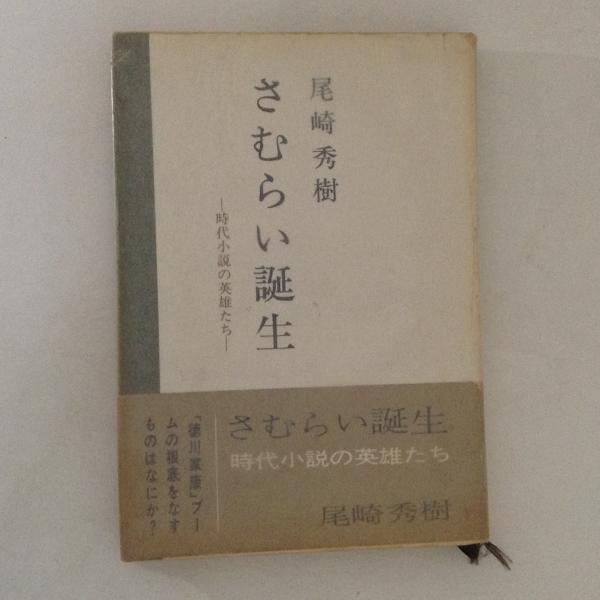 尾崎秀樹
さむらい誕生
―時代小説の英雄たち―
さむらい誕生
時代小説の英雄たち
尾崎秀樹
「徳川家康」ブー
ムの根底をなす
ものはなにか？